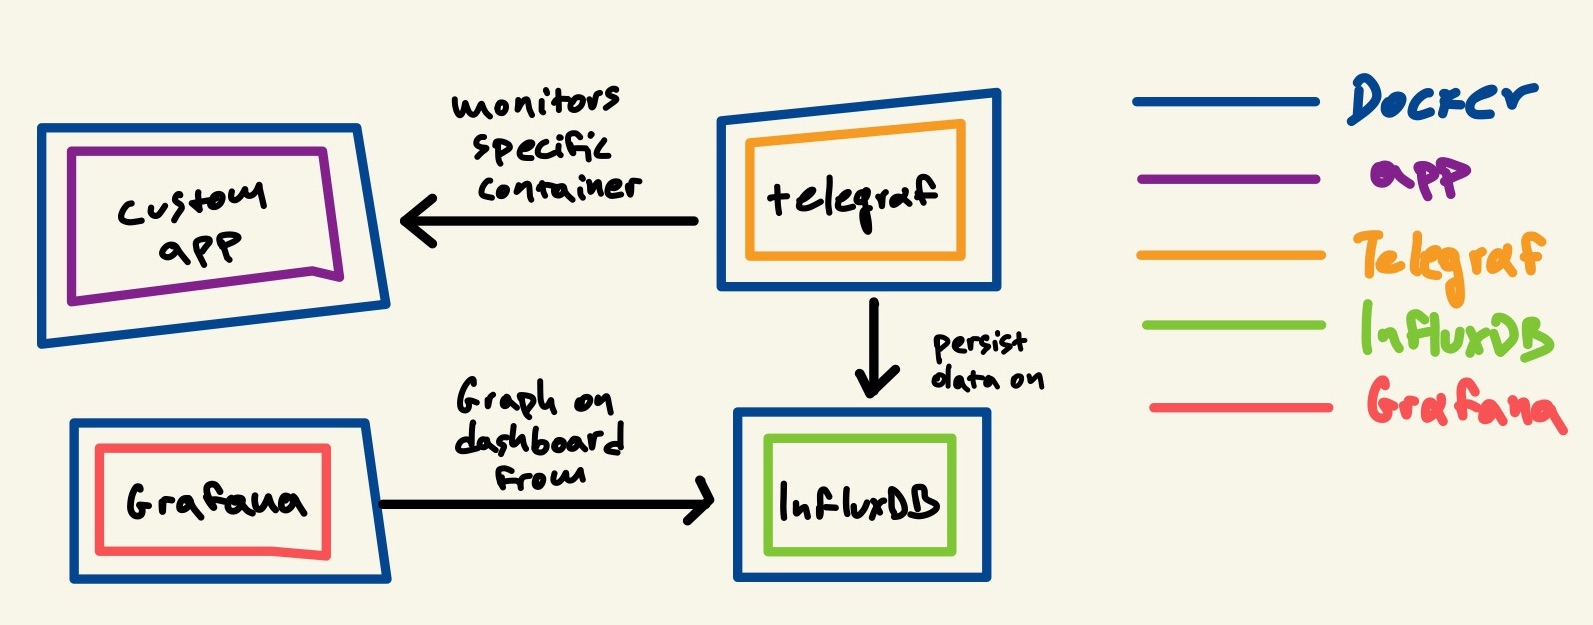 custom
app
monitors
specific
container
telegraf
persist
data on
Graph on
dashboard
from
Grafana
InfluxDB
Docker
app
Telegraf
InfluxDB
Grafana